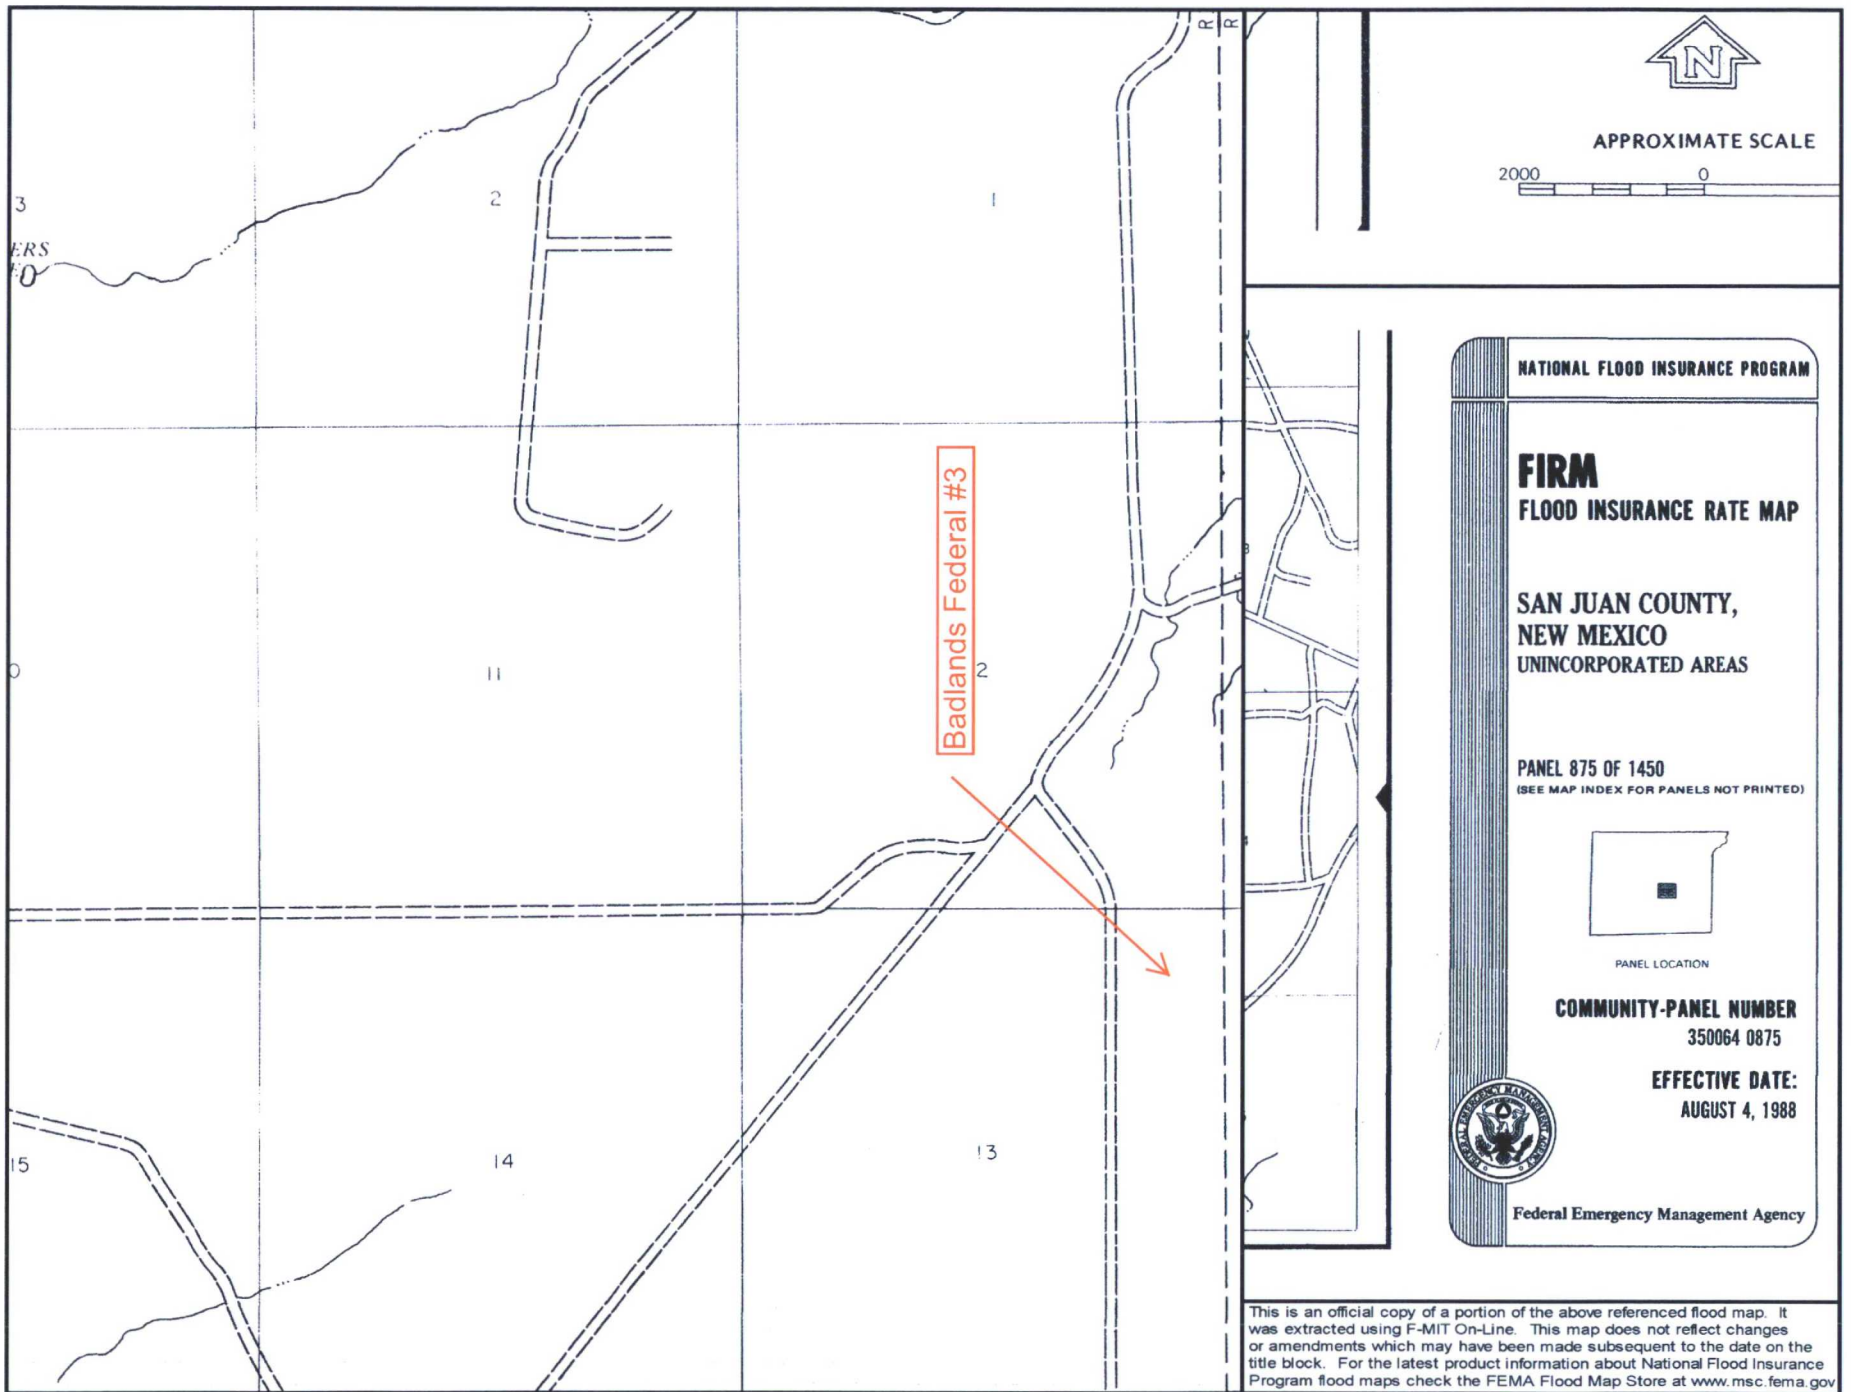 R R
3
2
1
ERS
O
Badlands Federal #3
0
11
2
15
14
13
N
APPROXIMATE SCALE
2000 0
NATIONAL FLOOD INSURANCE PROGRAM
FIRM
FLOOD INSURANCE RATE MAP
SAN JUAN COUNTY,
NEW MEXICO
UNINCORPORATED AREAS
PANEL 875 OF 1450
(SEE MAP INDEX FOR PANELS NOT PRINTED)
PANEL LOCATION
COMMUNITY-PANEL NUMBER
350064 0875
EFFECTIVE DATE:
AUGUST 4, 1988
FEDERAL EMERGENCY MANAGEMENT AGENCY
Federal Emergency Management Agency
This is an official copy of a portion of the above referenced flood map. It
was extracted using F-MIT On-Line. This map does not reflect changes
or amendments which may have been made subsequent to the date on the
title block. For the latest product information about National Flood Insurance
Program flood maps check the FEMA Flood Map Store at www.msc.fema.gov